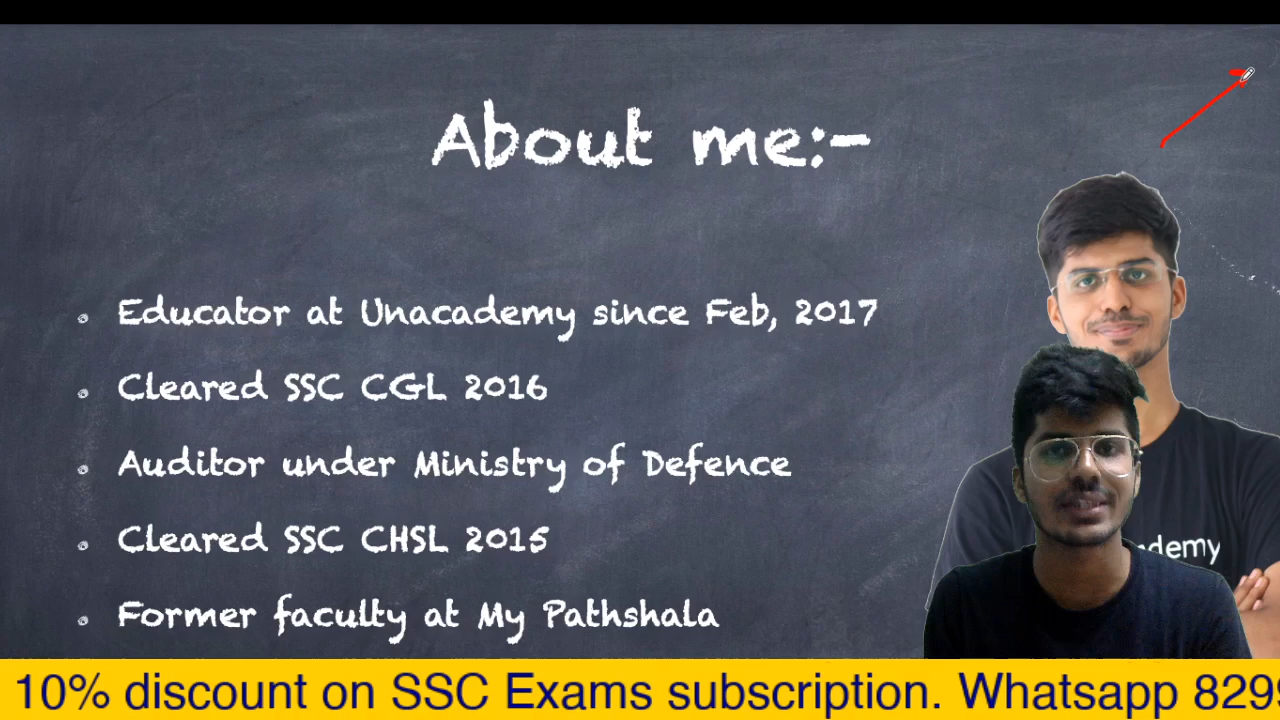 About me:-
Educator at Unacademy since Feb, 2017
Cleared SSC CGL 2016
Auditor under Ministry of Defence
Cleared SSC CHSL 2015
Former faculty at My Pathshala
10% discount on SSC Exams subscription. Whatsapp